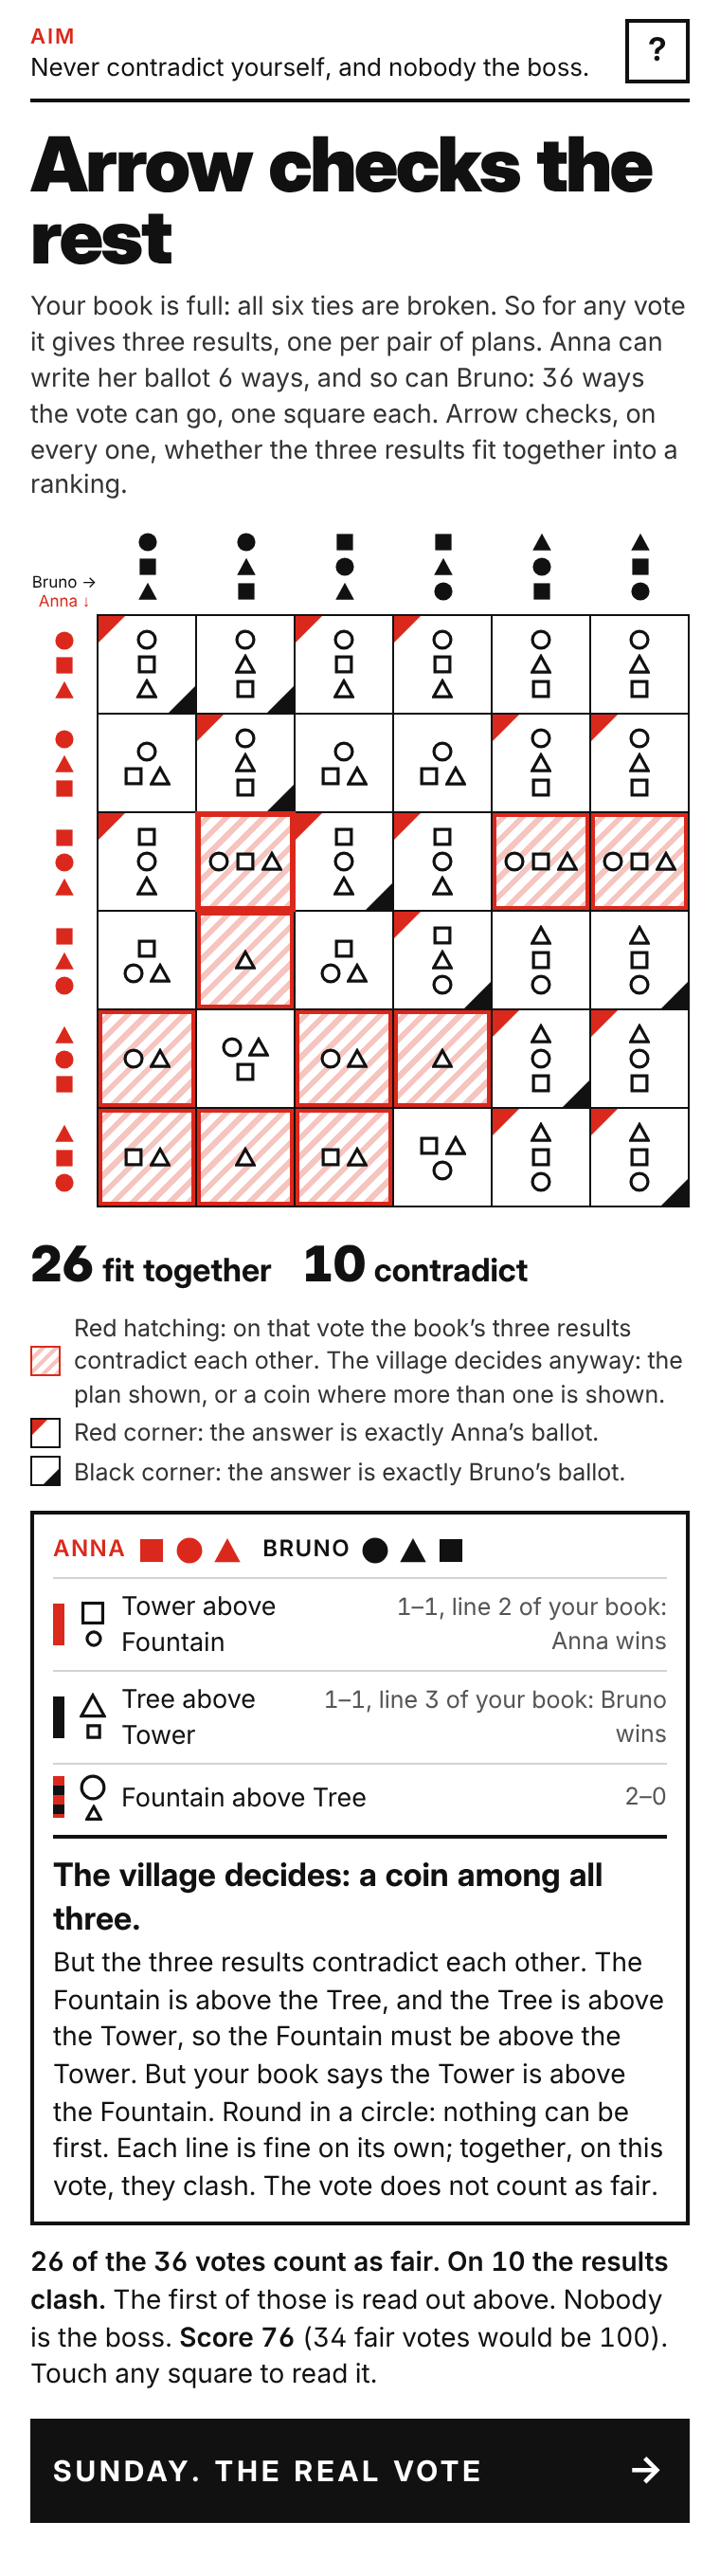 AIM
Never contradict yourself, and nobody the boss.
?
Arrow checks the
rest
Your book is full: all six ties are broken. So for any vote
it gives three results, one per pair of plans. Anna can
write her ballot 6 ways, and so can Bruno: 36 ways
the vote can go, one square each. Arrow checks, on
every one, whether the three results fit together into a
ranking.
Bruno →
Anna ↓
26 fit together 10 contradict
Red hatching: on that vote the book’s three results
contradict each other. The village decides anyway: the
plan shown, or a coin where more than one is shown.
Red corner: the answer is exactly Anna’s ballot.
Black corner: the answer is exactly Bruno’s ballot.
ANNA BRUNO
Tower above
Fountain
1–1, line 2 of your book:
Anna wins
Tree above
Tower
1–1, line 3 of your book: Bruno
wins
Fountain above Tree
2–0
The village decides: a coin among all
three.
But the three results contradict each other. The
Fountain is above the Tree, and the Tree is above
the Tower, so the Fountain must be above the
Tower. But your book says the Tower is above
the Fountain. Round in a circle: nothing can be
first. Each line is fine on its own; together, on this
vote, they clash. The vote does not count as fair.
26 of the 36 votes count as fair. On 10 the results
clash. The first of those is read out above. Nobody
is the boss. Score 76 (34 fair votes would be 100).
Touch any square to read it.
SUNDAY. THE REAL VOTE →